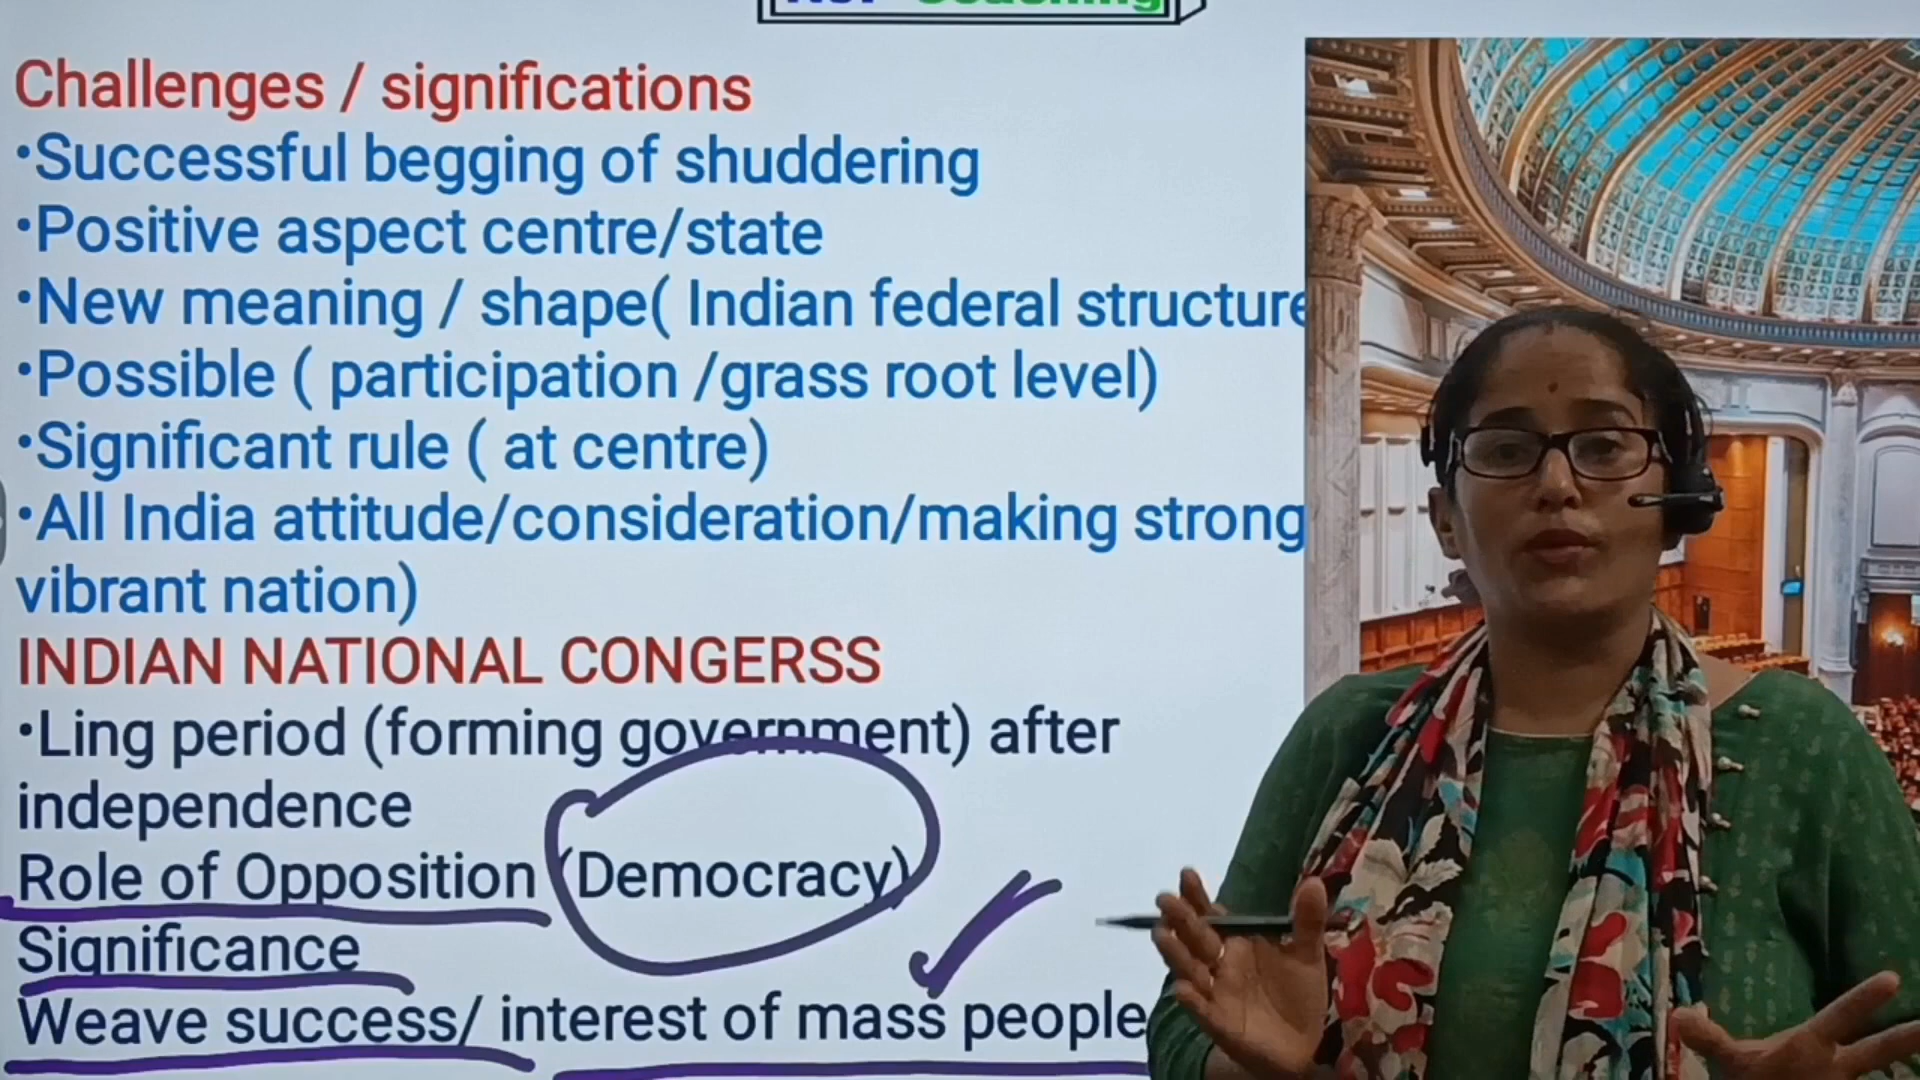 Coaching
Challenges / significations
•Successful begging of shuddering
•Positive aspect centre/state
•New meaning / shape( Indian federal structure
•Possible ( participation /grass root level)
•Significant rule ( at centre)
•All India attitude/consideration/making strong
vibrant nation)
INDIAN NATIONAL CONGERSS
•Ling period (forming government) after
independence
Role of Opposition (Democracy)
Significance
Weave success/ interest of mass people